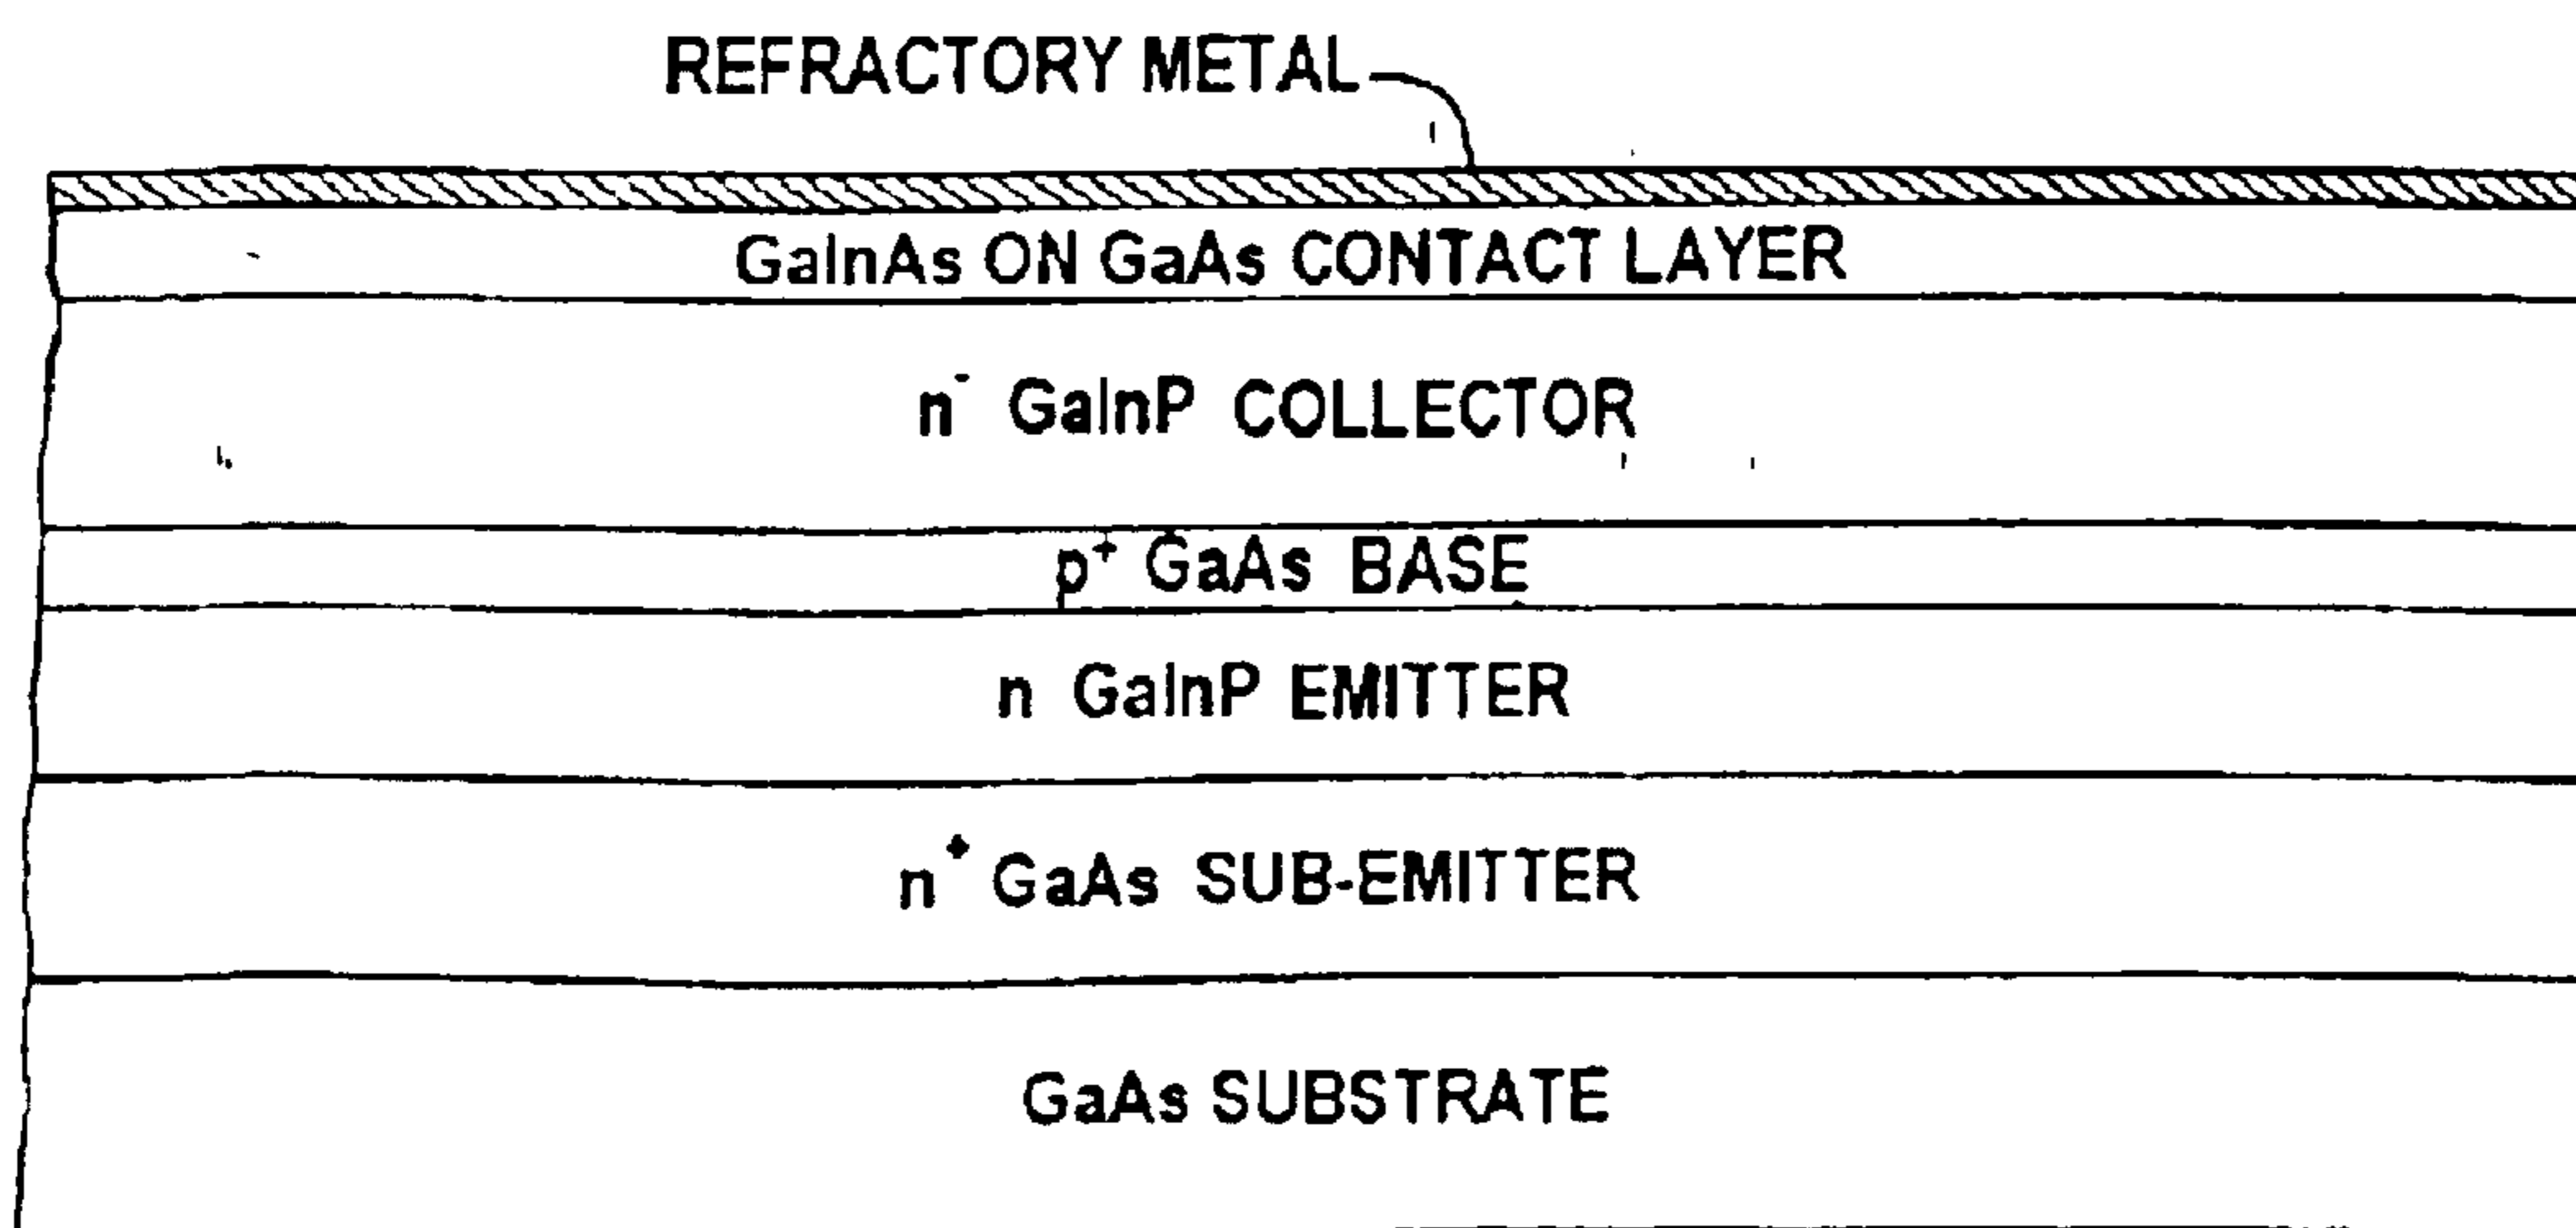 REFRACTORY METAL
GaInAs ON GaAs CONTACT LAYER
n⁻ GaInP COLLECTOR
p⁺ GaAs BASE
n GaInP EMITTER
n⁺ GaAs SUB-EMITTER
GaAs SUBSTRATE